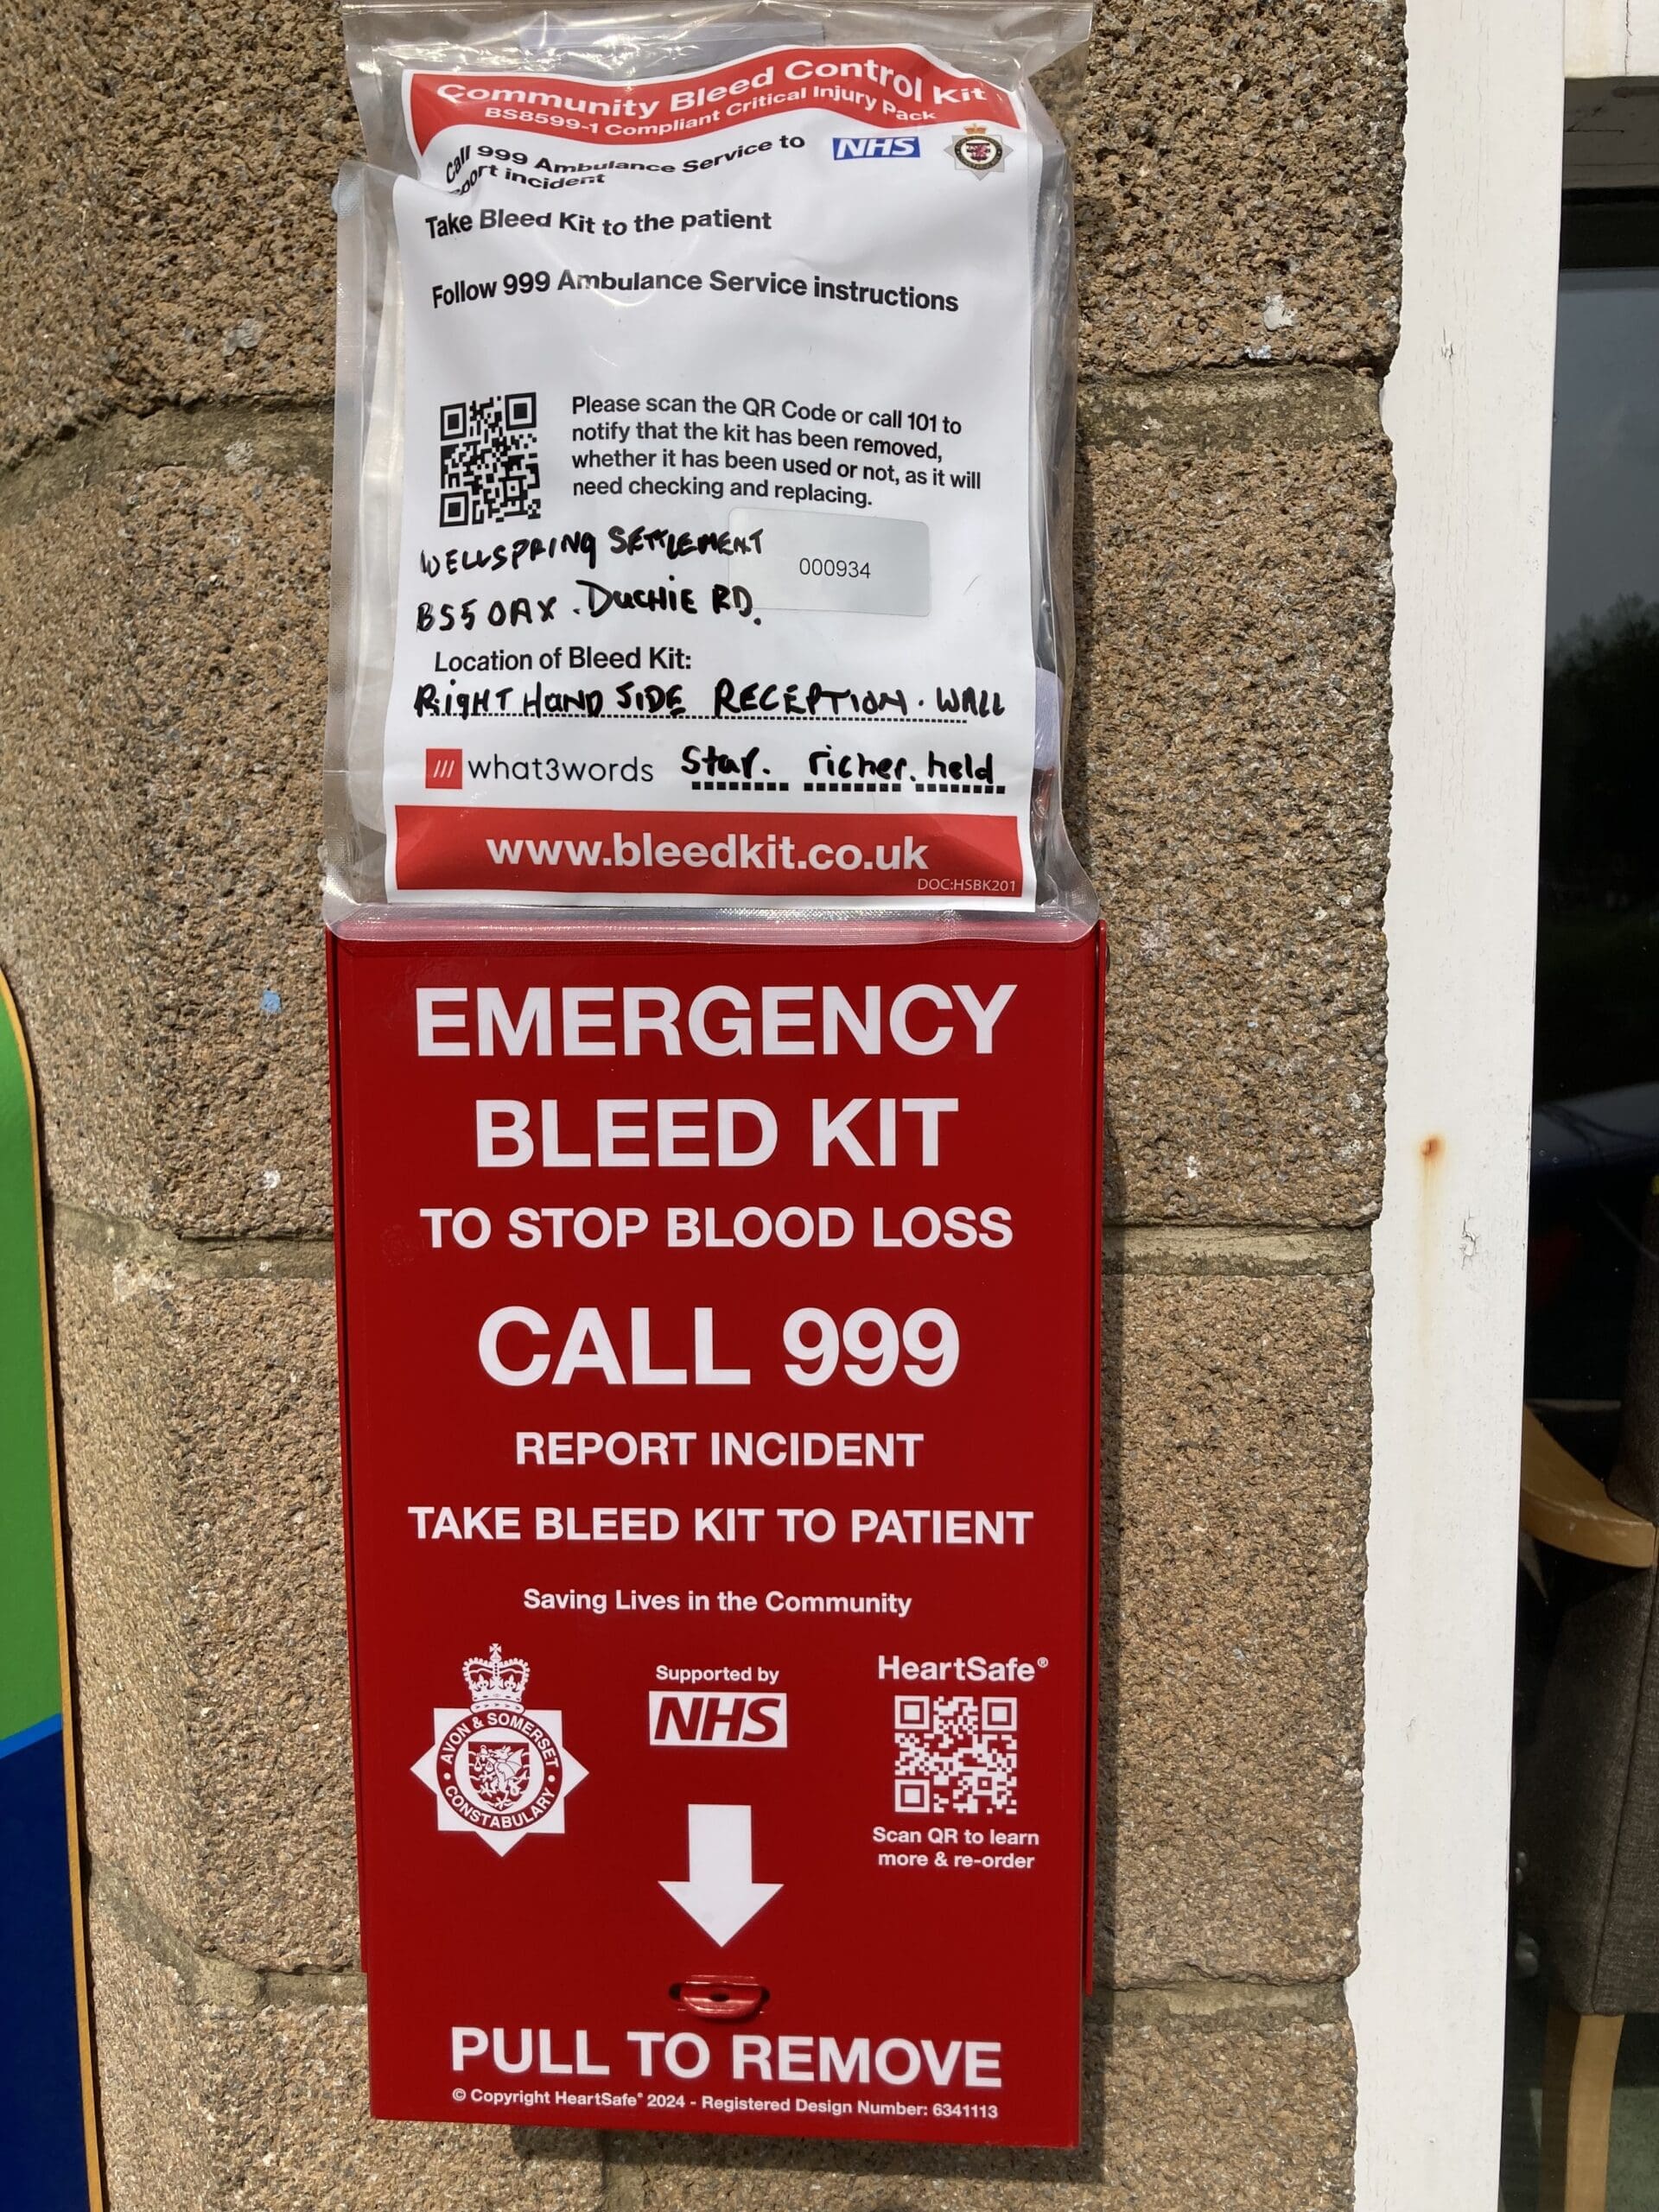 Community Bleed Control Kit
BS8599-1 Compliant Critical Injury Pack
Call 999 Ambulance Service to
port incident
NHS
Take Bleed Kit to the patient
Follow 999 Ambulance Service instructions
Please scan the QR Code or call 101 to
notify that the kit has been removed,
whether it has been used or not, as it will
need checking and replacing.
WELLSPRING SETTLEMENT
000934
BS5 0AX . DUCHIE RD.
Location of Bleed Kit:
RIGHT HAND SIDE RECEPTION . WALL
/// what3words Star. richer. held
www.bleedkit.co.uk
DOC:HSBK201
EMERGENCY
BLEED KIT
TO STOP BLOOD LOSS
CALL 999
REPORT INCIDENT
TAKE BLEED KIT TO PATIENT
Saving Lives in the Community
AVON & SOMERSET
CONSTABULARY
Supported by
NHS
HeartSafe®
Scan QR to learn
more & re-order
PULL TO REMOVE
© Copyright HeartSafe® 2024 - Registered Design Number: 6341113